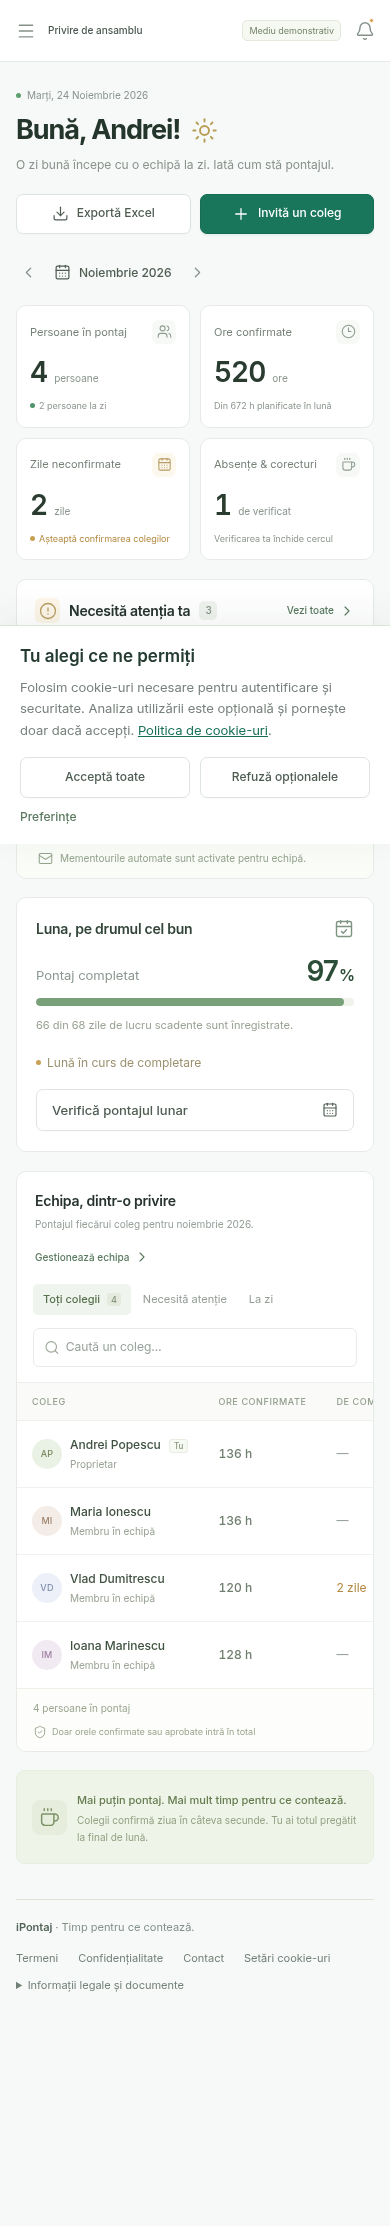 Privire de ansamblu
Mediu demonstrativ
Marți, 24 Noiembrie 2026
Bună, Andrei!
O zi bună începe cu o echipă la zi. Iată cum stă pontajul.
Exportă Excel
Invită un coleg
Noiembrie 2026
Persoane în pontaj
4 persoane
2 persoane la zi
Ore confirmate
520 ore
Din 672 h planificate în lună
Zile neconfirmate
2 zile
Așteaptă confirmarea colegilor
Absențe & corecturi
1 de verificat
Verificarea ta închide cercul
Necesită atenția ta 3
Vezi toate
Tu alegi ce ne permiți
Folosim cookie-uri necesare pentru autentificare și
securitate. Analiza utilizării este opțională și pornește
doar dacă accepți. Politica de cookie-uri.
Acceptă toate
Refuză opționalele
Preferințe
Mementourile automate sunt activate pentru echipă.
Luna, pe drumul cel bun
Pontaj completat
97%
66 din 68 zile de lucru scadente sunt înregistrate.
Lună în curs de completare
Verifică pontajul lunar
Echipa, dintr-o privire
Pontajul fiecărui coleg pentru noiembrie 2026.
Gestionează echipa
Toți colegii 4
Necesită atenție
La zi
Caută un coleg...
COLEG
ORE CONFIRMATE
DE COM
AP
Andrei Popescu Tu
Proprietar
136 h
—
MI
Maria Ionescu
Membru în echipă
136 h
—
VD
Vlad Dumitrescu
Membru în echipă
120 h
2 zile
IM
Ioana Marinescu
Membru în echipă
128 h
—
4 persoane în pontaj
Doar orele confirmate sau aprobate intră în total
Mai puțin pontaj. Mai mult timp pentru ce contează.
Colegii confirmă ziua în câteva secunde. Tu ai totul pregătit
la final de lună.
iPontaj · Timp pentru ce contează.
Termeni
Confidențialitate
Contact
Setări cookie-uri
Informații legale și documente